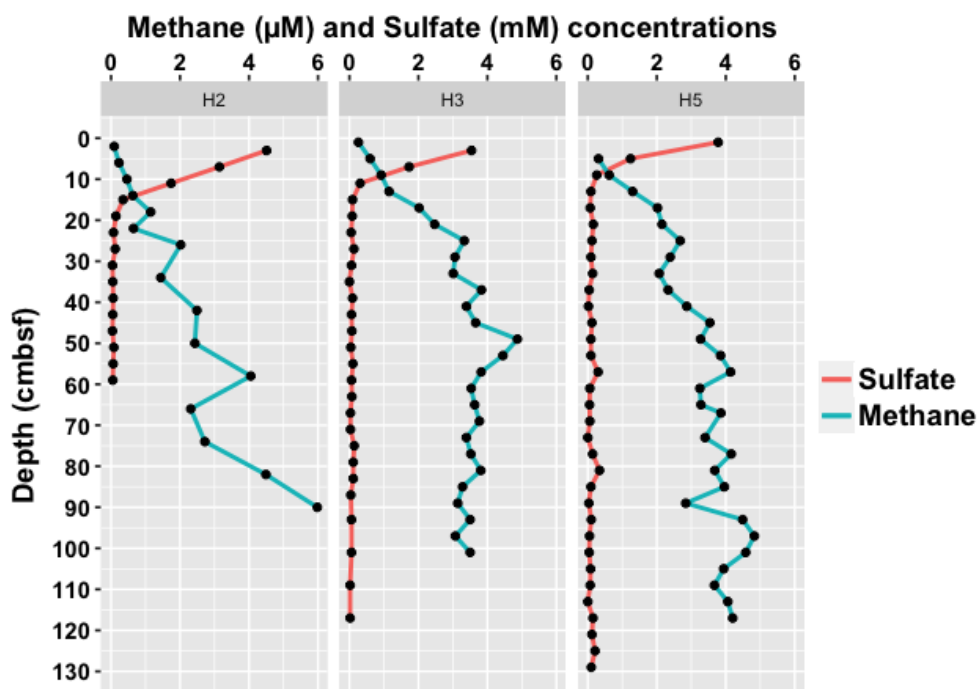 Methane (µM) and Sulfate (mM) concentrations
0 2 4 6 0 2 4 6 0 2 4 6
H2 H3 H5
0
10
20
30
40
50
60
70
80
90
100
110
120
130
Depth (cmbsf)
Sulfate
Methane